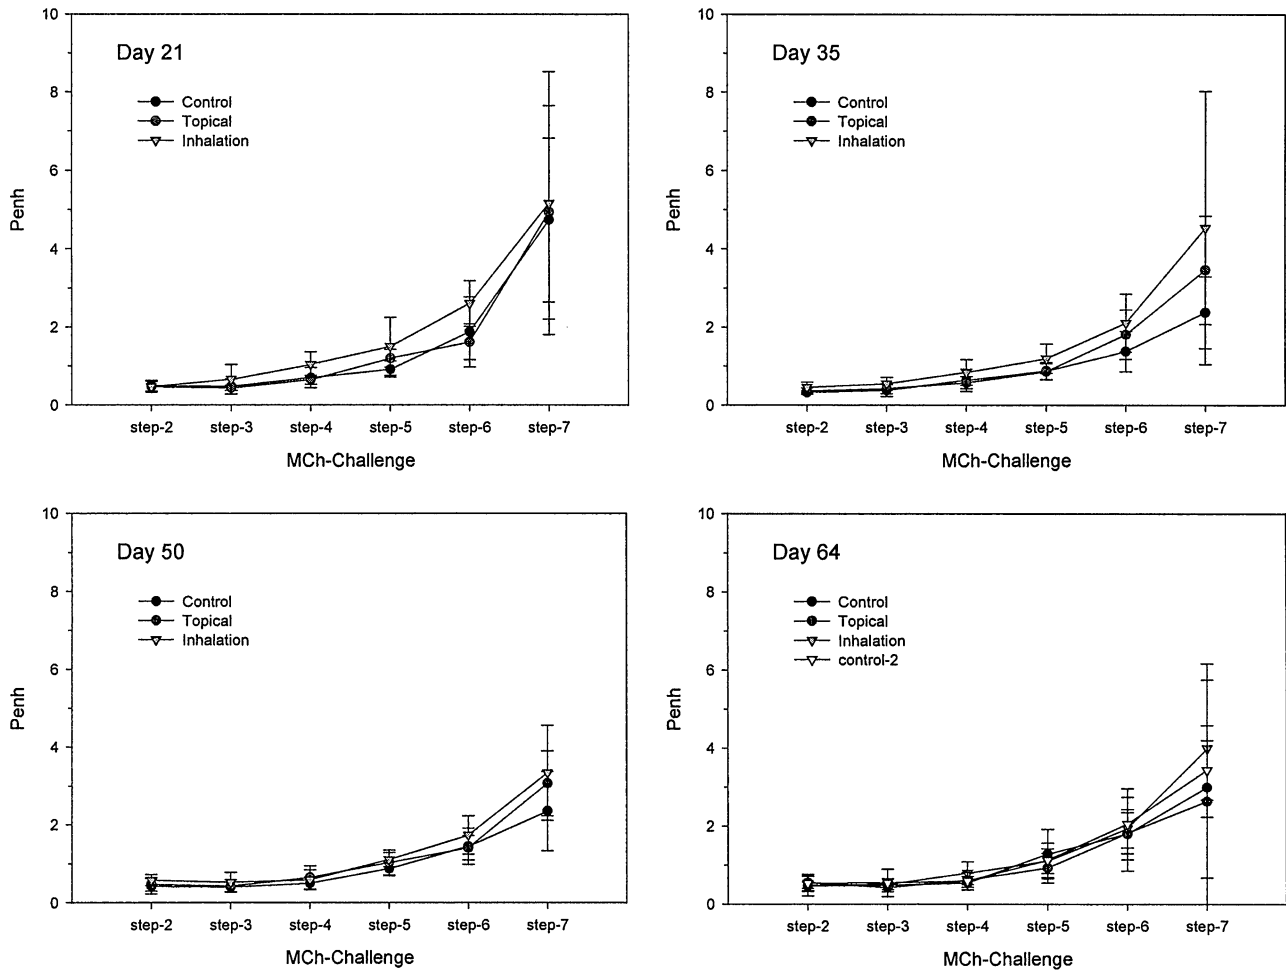 Day 21
Control
Topical
Inhalation
Penh
10
8
6
4
2
0
step-2 step-3 step-4 step-5 step-6 step-7
MCh-Challenge
Day 35
Control
Topical
Inhalation
Penh
10
8
6
4
2
0
step-2 step-3 step-4 step-5 step-6 step-7
MCh-Challenge
Day 50
Control
Topical
Inhalation
Penh
10
8
6
4
2
0
step-2 step-3 step-4 step-5 step-6 step-7
MCh-Challenge
Day 64
Control
Topical
Inhalation
control-2
Penh
10
8
6
4
2
0
step-2 step-3 step-4 step-5 step-6 step-7
MCh-Challenge